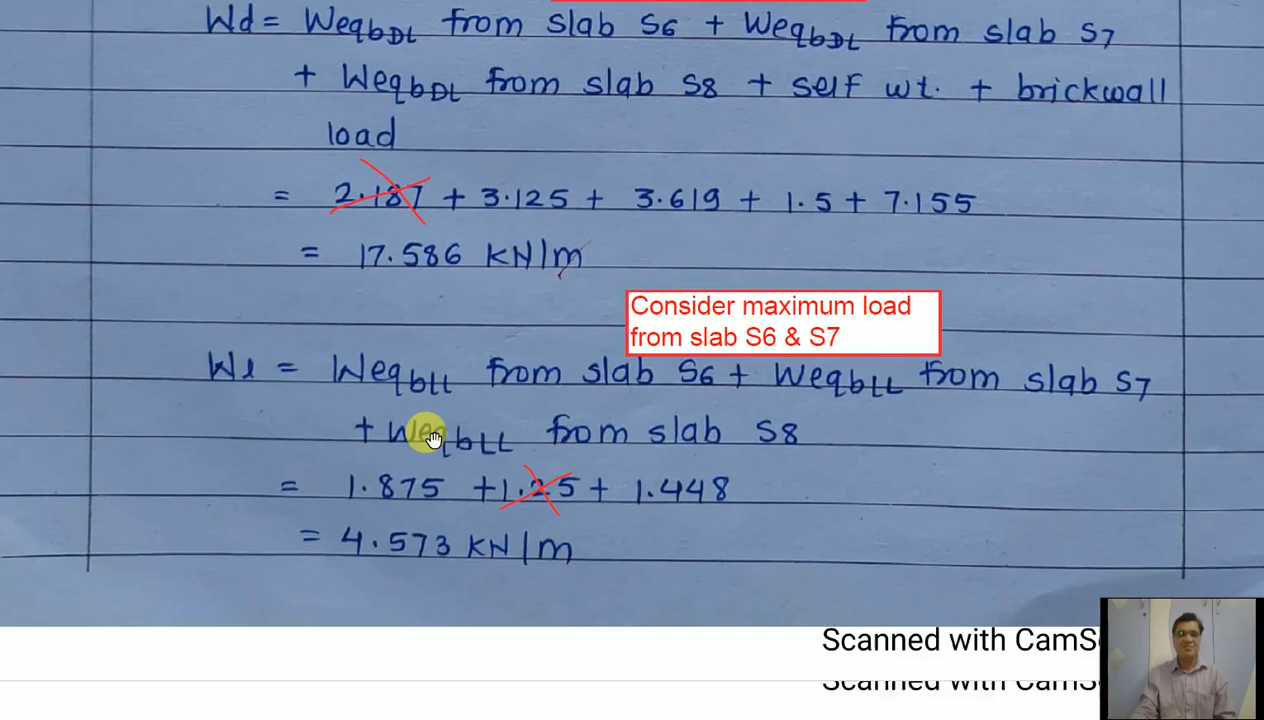 Wd = WeqbDL from slab S6 + WeqbDL from slab S7
+ WeqbDL from slab S8 + self wt. + brickwall
load
= 2.187 + 3.125 + 3.619 + 1.5 + 7.155
= 17.586 KN/m
Consider maximum load
from slab S6 & S7
Wl = WeqbLL from slab S6 + WeqbLL from slab S7
+ WeqbLL from slab S8
= 1.875 + 1.25 + 1.448
= 4.573 KN/m
Scanned with CamS
Scanned with CamS